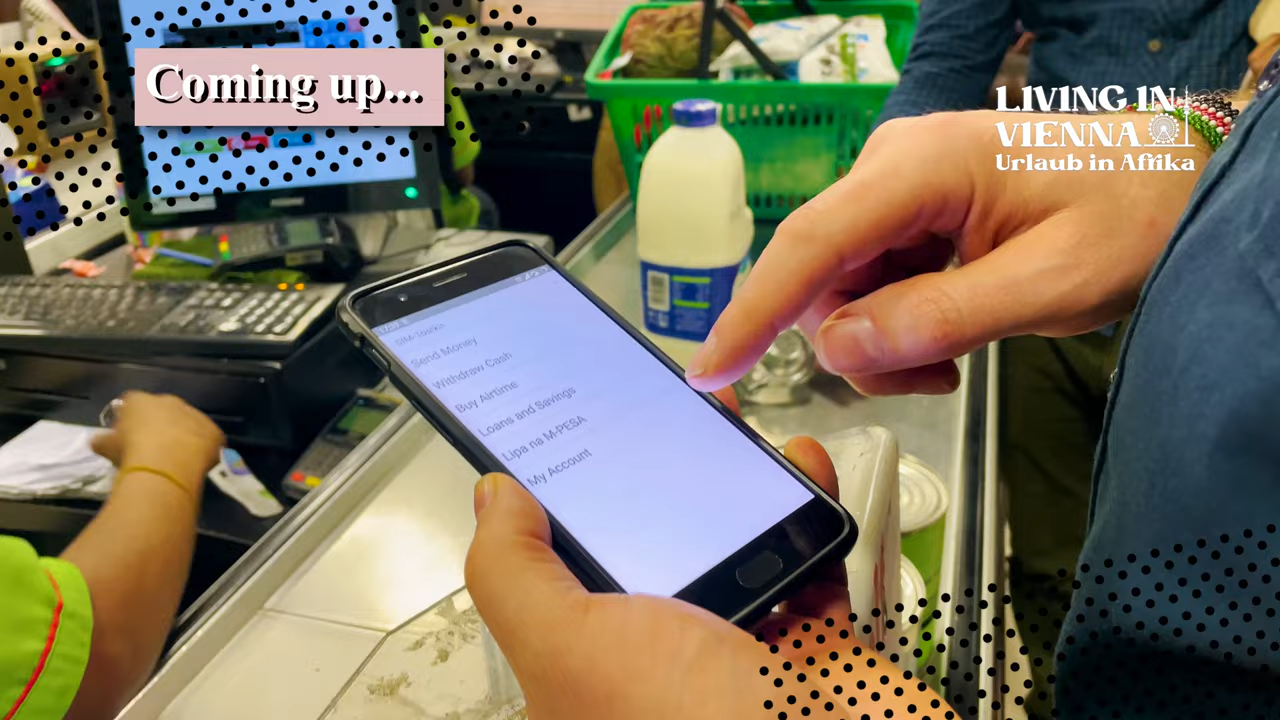 Coming up...
LIVING IN
VIENNA
Urlaub in Afrika
SIM-Toolkit
Send Money
Withdraw Cash
Buy Airtime
Loans and Savings
Lipa na M-PESA
My Account